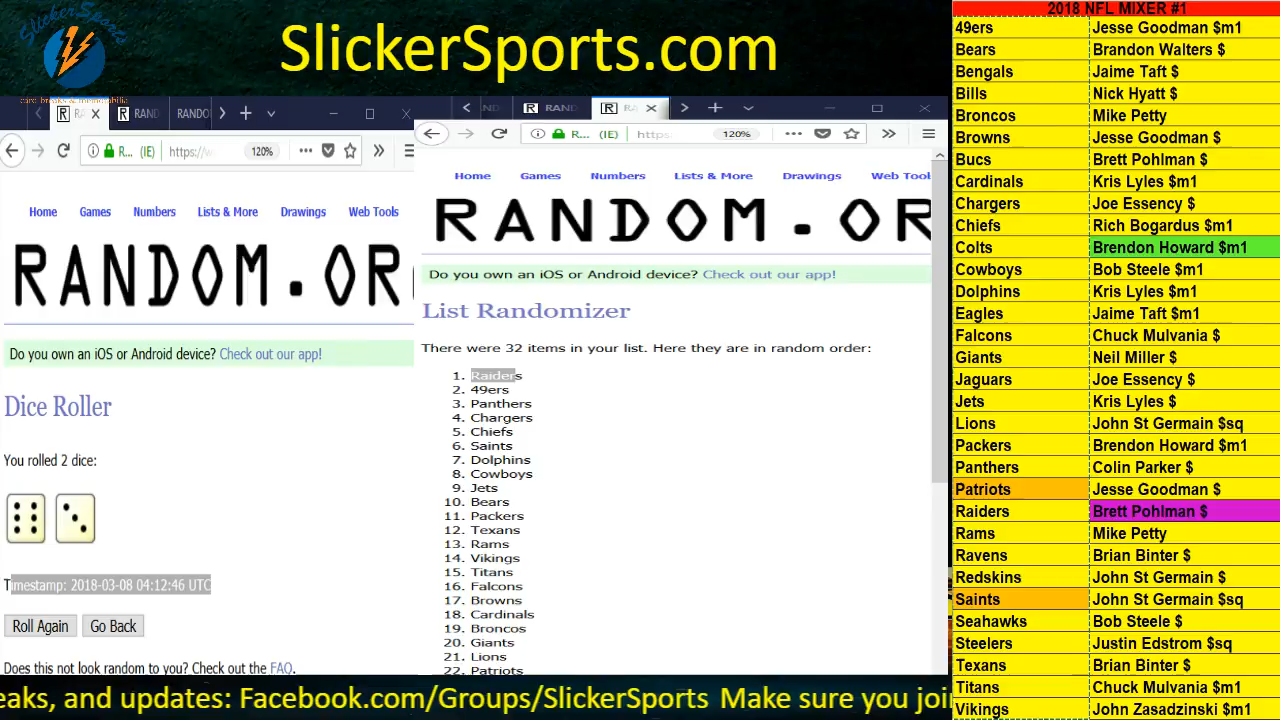 SlickerSports
card breaks & memorabilia
SlickerSports.com
RANDO
R... (IE)
https://w
120%
Home Games Numbers Lists & More Drawings Web Tools
RANDOM.OR
Do you own an iOS or Android device? Check out our app!
Dice Roller
You rolled 2 dice:
Timestamp: 2018-03-08 04:12:46 UTC
Roll Again Go Back
Does this not look random to you? Check out the FAQ.
RAND
R... (IE)
https:
120%
Home Games Numbers Lists & More Drawings Web Tool
RANDOM.OR
Do you own an iOS or Android device? Check out our app!
List Randomizer
There were 32 items in your list. Here they are in random order:
1. Raiders
2. 49ers
3. Panthers
4. Chargers
5. Chiefs
6. Saints
7. Dolphins
8. Cowboys
9. Jets
10. Bears
11. Packers
12. Texans
13. Rams
14. Vikings
15. Titans
16. Falcons
17. Browns
18. Cardinals
19. Broncos
20. Giants
21. Lions
22. Patriots
2018 NFL MIXER #1
49ers Jesse Goodman $m1
Bears Brandon Walters $
Bengals Jaime Taft $
Bills Nick Hyatt $
Broncos Mike Petty
Browns Jesse Goodman $
Bucs Brett Pohlman $
Cardinals Kris Lyles $m1
Chargers Joe Essency $
Chiefs Rich Bogardus $m1
Colts Brendon Howard $m1
Cowboys Bob Steele $m1
Dolphins Kris Lyles $m1
Eagles Jaime Taft $m1
Falcons Chuck Mulvania $
Giants Neil Miller $
Jaguars Joe Essency $
Jets Kris Lyles $
Lions John St Germain $sq
Packers Brendon Howard $m1
Panthers Colin Parker $
Patriots Jesse Goodman $
Raiders Brett Pohlman $
Rams Mike Petty
Ravens Brian Binter $
Redskins John St Germain $
Saints John St Germain $sq
Seahawks Bob Steele $
Steelers Justin Edstrom $sq
Texans Brian Binter $
Titans Chuck Mulvania $m1
Vikings John Zasadzinski $m1
eaks, and updates: Facebook.com/Groups/SlickerSports Make sure you joi